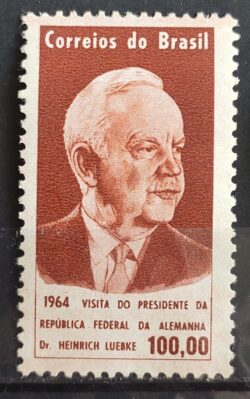 Correios do Brasil
1964 VISITA DO PRESIDENTE DA
REPÚBLICA FEDERAL DA ALEMANHA
Dr. HEINRICH LUEBKE 100,00